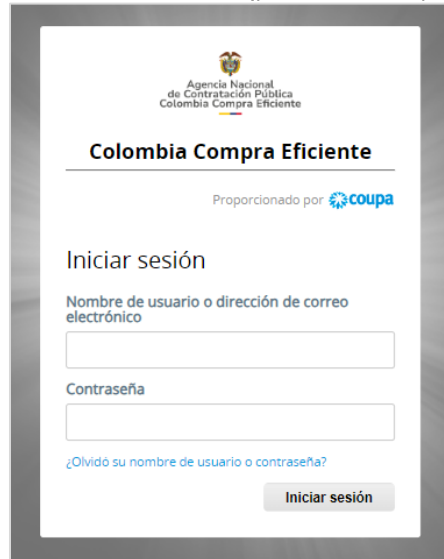 Agencia Nacional
de Contratación Pública
Colombia Compra Eficiente
Colombia Compra Eficiente
Proporcionado por coupa
Iniciar sesión
Nombre de usuario o dirección de correo
electrónico
Contraseña
¿Olvidó su nombre de usuario o contraseña?
Iniciar sesión